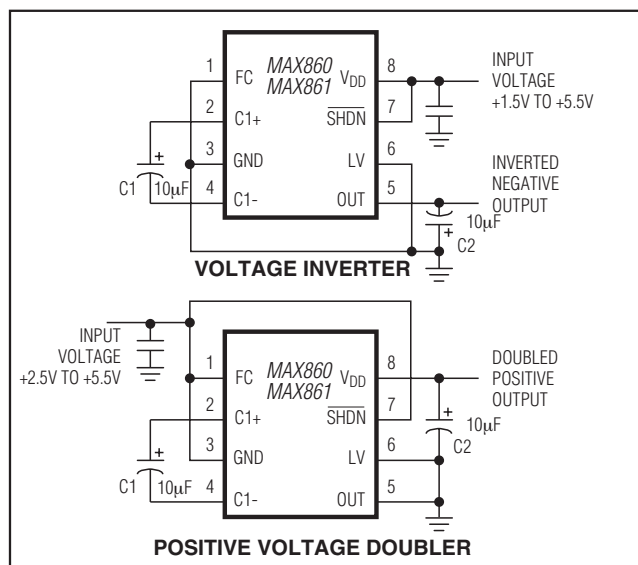 MAX860
MAX861
1 FC
2 C1+
3 GND
4 C1-
VDD 8
SHDN 7
LV 6
OUT 5
C1 10µF
+
INPUT
VOLTAGE
+1.5V TO +5.5V
INVERTED
NEGATIVE
OUTPUT
10µF
+
C2
VOLTAGE INVERTER
INPUT
VOLTAGE
+2.5V TO +5.5V
MAX860
MAX861
1 FC
2 C1+
3 GND
4 C1-
VDD 8
SHDN 7
LV 6
OUT 5
C1 10µF
+
DOUBLED
POSITIVE
OUTPUT
+
10µF
C2
POSITIVE VOLTAGE DOUBLER